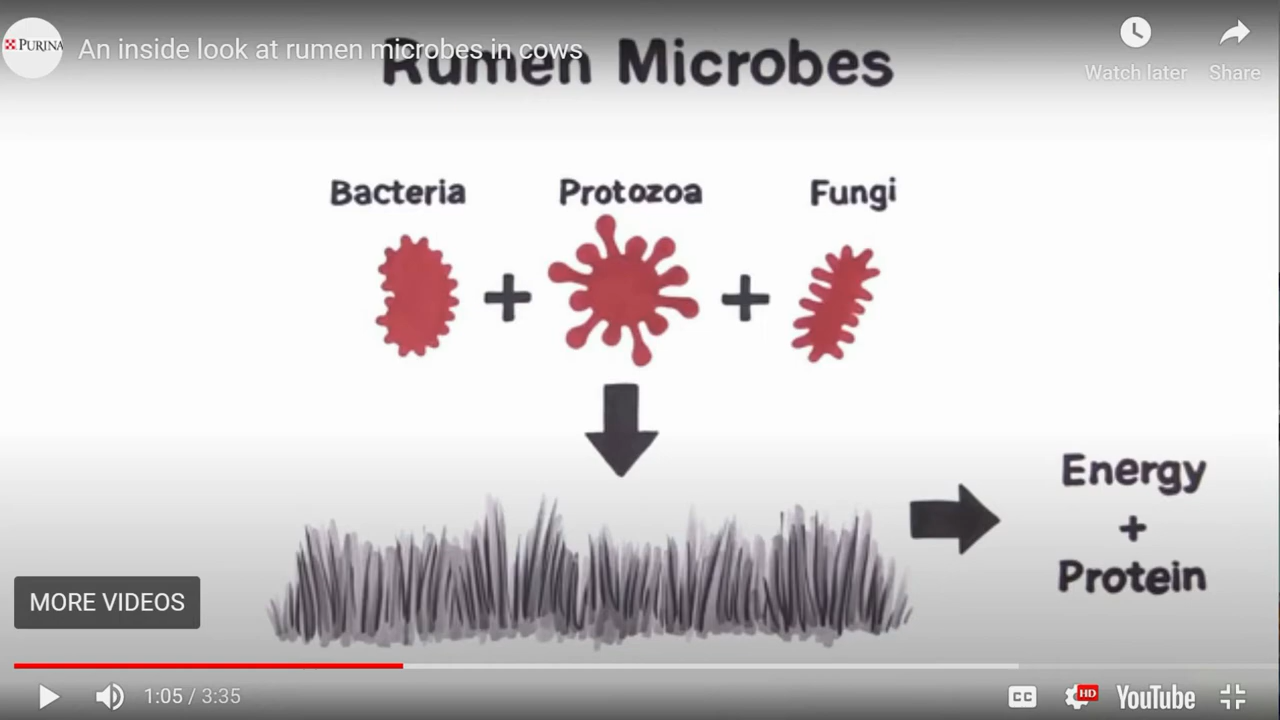 PURINA
An inside look at rumen microbes in cows
Watch later
Share
Rumen Microbes
Bacteria
Protozoa
Fungi
+
+
Energy
+
Protein
MORE VIDEOS
1:05 / 3:35
CC
HD
YouTube